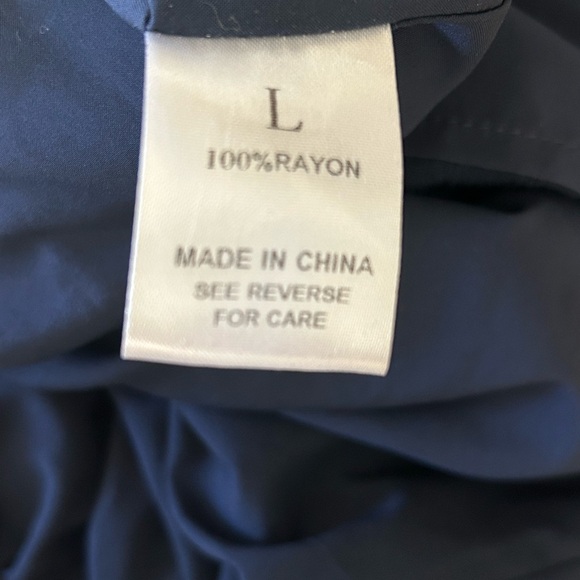 L
100%RAYON
MADE IN CHINA
SEE REVERSE
FOR CARE